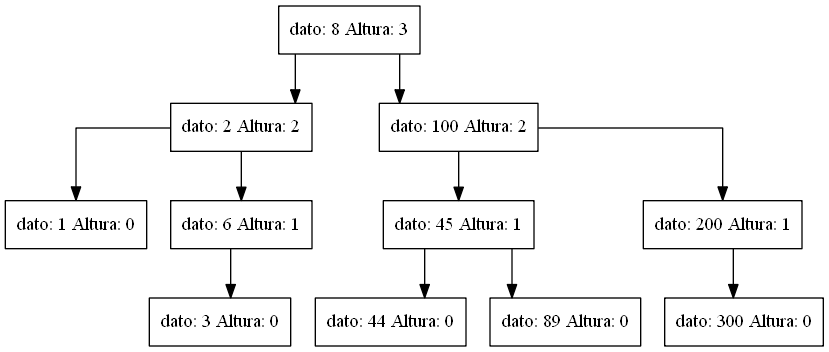 dato: 8 Altura: 3
dato: 2 Altura: 2
dato: 100 Altura: 2
dato: 1 Altura: 0
dato: 6 Altura: 1
dato: 45 Altura: 1
dato: 200 Altura: 1
dato: 3 Altura: 0
dato: 44 Altura: 0
dato: 89 Altura: 0
dato: 300 Altura: 0